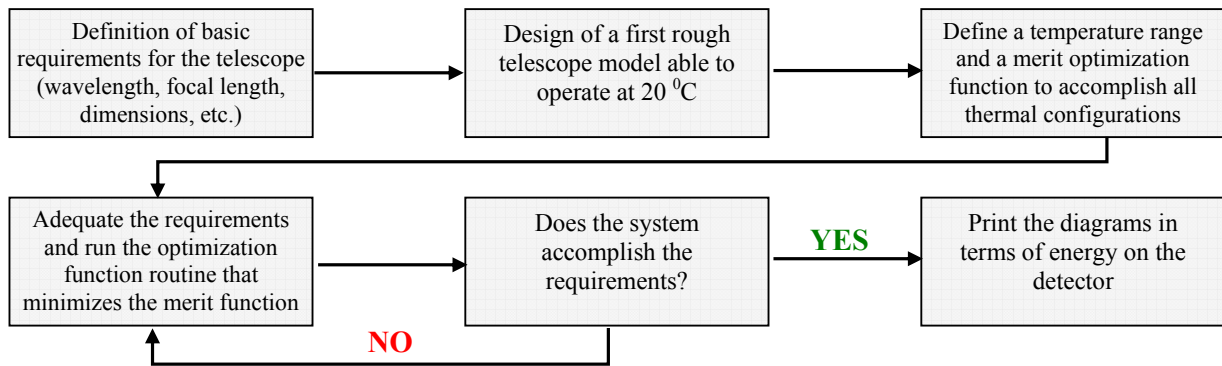 Definition of basic
requirements for the telescope
(wavelength, focal length,
dimensions, etc.)
Design of a first rough
telescope model able to
operate at 20 ⁰C
Define a temperature range
and a merit optimization
function to accomplish all
thermal configurations
Adequate the requirements
and run the optimization
function routine that
minimizes the merit function
Does the system
accomplish the
requirements?
YES
Print the diagrams in
terms of energy on the
detector
NO